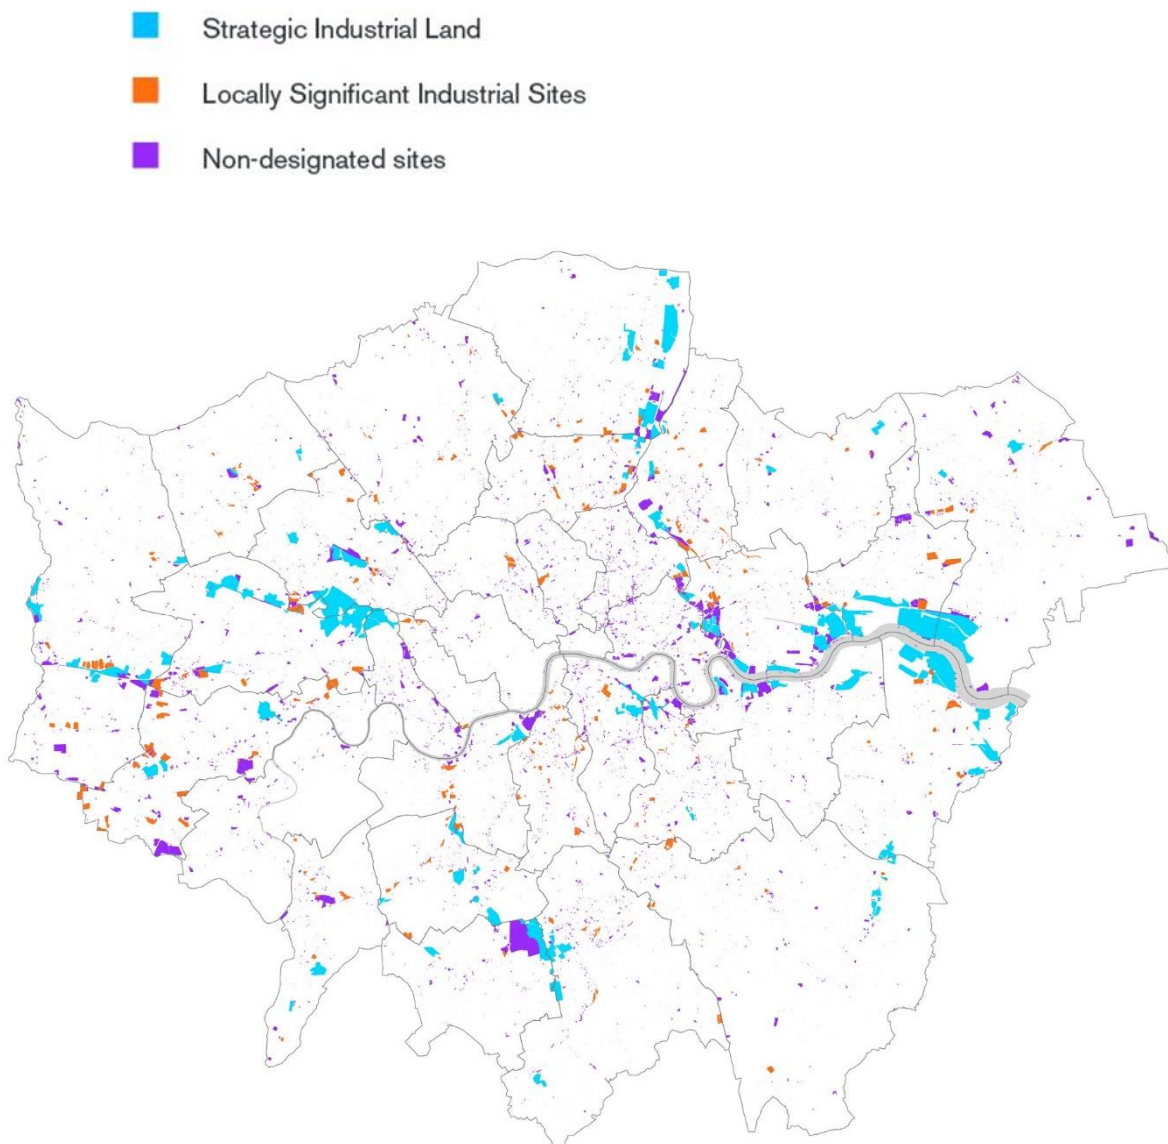 Strategic Industrial Land
Locally Significant Industrial Sites
Non-designated sites